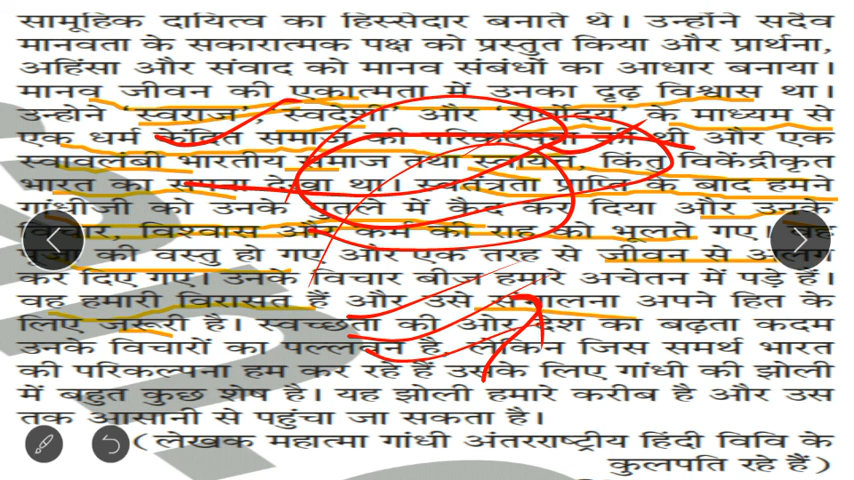 सामूहिक दायित्व का हिस्सेदार बनाते थे। उन्होंने सदैव
मानवता के सकारात्मक पक्ष को प्रस्तुत किया और प्रार्थना,
अहिंसा और संवाद को मानव संबंधों का आधार बनाया।
मानव जीवन की एकात्मता में उनका दृढ़ विश्वास था।
उन्होने 'स्वराज' 'स्वदेशी' और 'सर्वोदय' के माध्यम से
एक धर्म केंदित समाज की परिकल्पना की थी और एक
स्वावलंबी भारतीय समाज तथा स्वायत्त, किंतु विकेंद्रीकृत
भारत का सपना देखा था। स्वतंत्रता प्राप्ति के बाद हमने
गांधीजी को उनके पुतले में कैद कर दिया और उनके
विचार, विश्वास और कर्म की राह को भूलते गए। वह
पूजा की वस्तु हो गए और एक तरह से जीवन से अलग
कर दिए गए। उनके विचार बीज हमारे अचेतन में पड़े हैं।
वह हमारी विरासत हैं और उसे संभालना अपने हित के
लिए जरूरी है। स्वच्छता की ओर देश का बढ़ता कदम
उनके विचारों का पल्लवन है, लेकिन जिस समर्थ भारत
की परिकल्पना हम कर रहे हैं उसके लिए गांधी की झोली
में बहुत कुछ शेष है। यह झोली हमारे करीब है और उस
तक आसानी से पहुंचा जा सकता है।
(लेखक महात्मा गांधी अंतरराष्ट्रीय हिंदी विवि के
कुलपति रहे हैं)